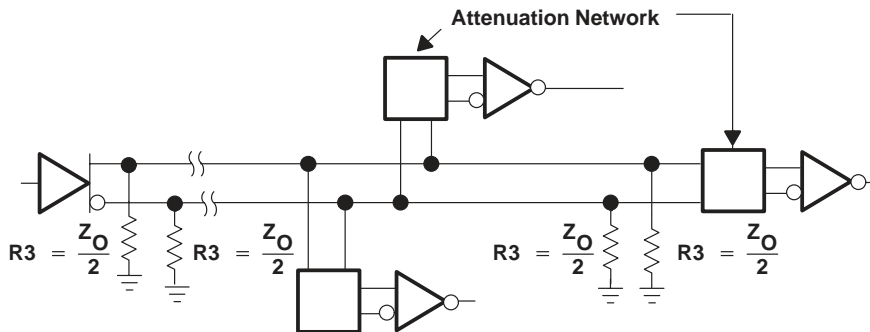 Attenuation Network
R3 = Z_O/2
R3 = Z_O/2
R3 = Z_O/2
R3 = Z_O/2